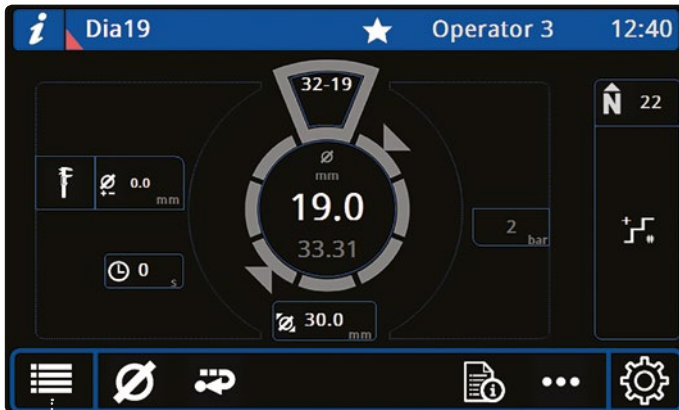 i Dia19 Operator 3 12:40
32-19
N 22
Ø
mm
Ø +- 0.0 mm
19.0
33.31
2 bar
0 s
Ø 30.0 mm
+ #
Ø
i